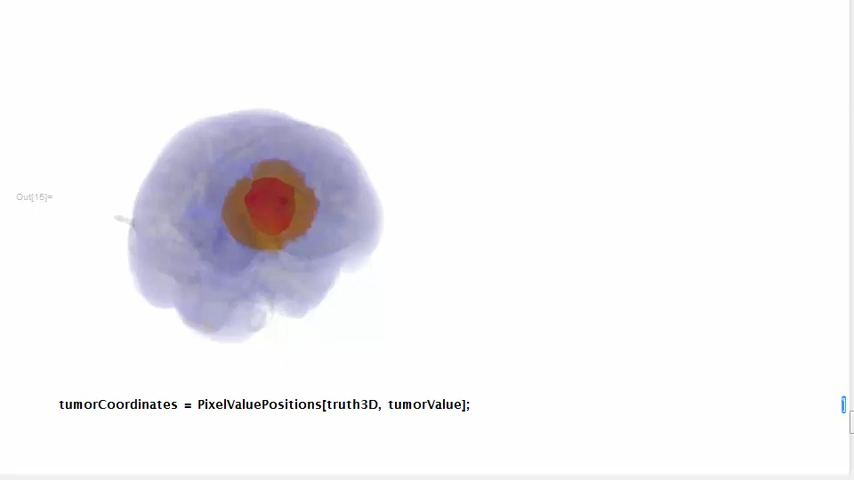 Out[15]=
tumorCoordinates = PixelValuePositions[truth3D, tumorValue];